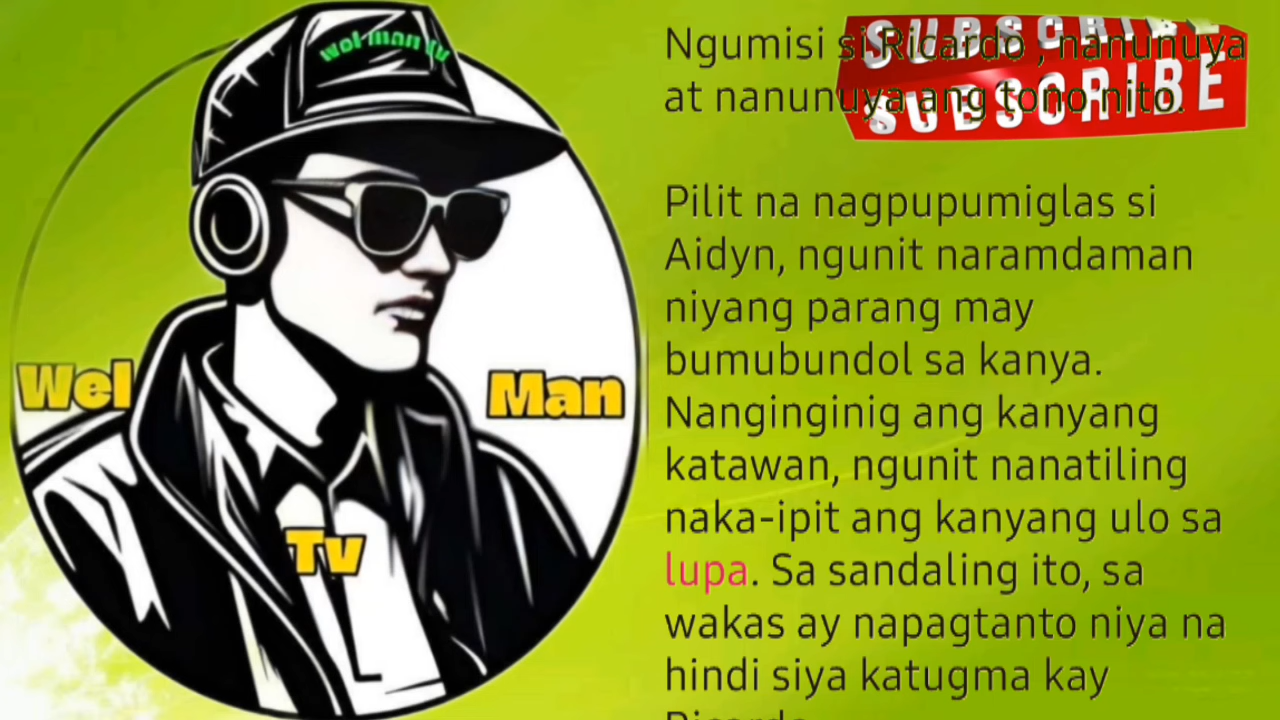 wel man tv
Wel
Man
Tv
SUBSCRIBE
SUBSCRIBE
Ngumisi si Ricardo , nanunuya
at nanunuya ang tono nito.
Pilit na nagpupumiglas si
Aidyn, ngunit naramdaman
niyang parang may
bumubundol sa kanya.
Nanginginig ang kanyang
katawan, ngunit nanatiling
naka-ipit ang kanyang ulo sa
lupa. Sa sandaling ito, sa
wakas ay napagtanto niya na
hindi siya katugma kay